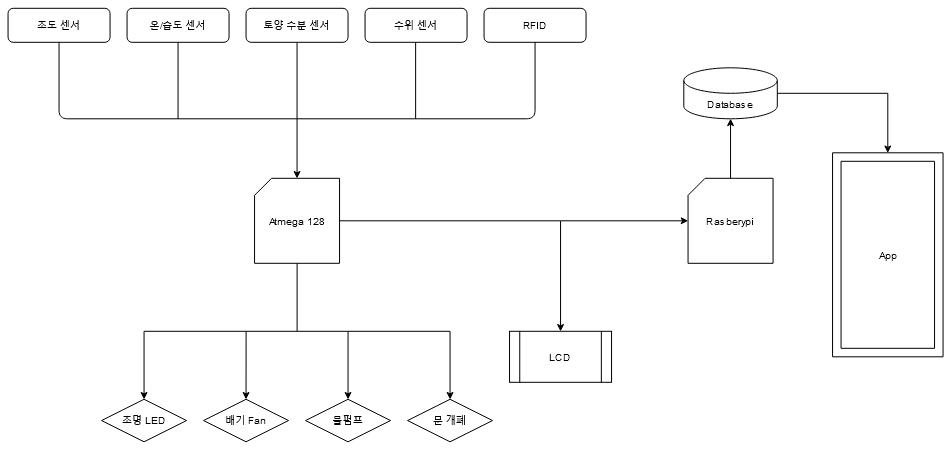 조도 센서
온/습도 센서
토양 수분 센서
수위 센서
RFID
Database
Atmega 128
Rasberypi
App
LCD
조명 LED
배기 Fan
물펌프
문 개폐